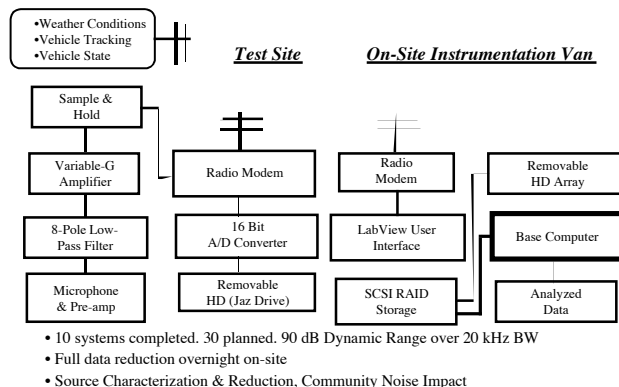 • Weather Conditions
• Vehicle Tracking
• Vehicle State
Test Site
On-Site Instrumentation Van
Sample &
Hold
Variable-G
Amplifier
8-Pole Low-
Pass Filter
Microphone
& Pre-amp
Radio Modem
16 Bit
A/D Converter
Removable
HD (Jaz Drive)
Radio
Modem
LabView User
Interface
SCSI RAID
Storage
Removable
HD Array
Base Computer
Analyzed
Data
• 10 systems completed. 30 planned. 90 dB Dynamic Range over 20 kHz BW
• Full data reduction overnight on-site
• Source Characterization & Reduction, Community Noise Impact